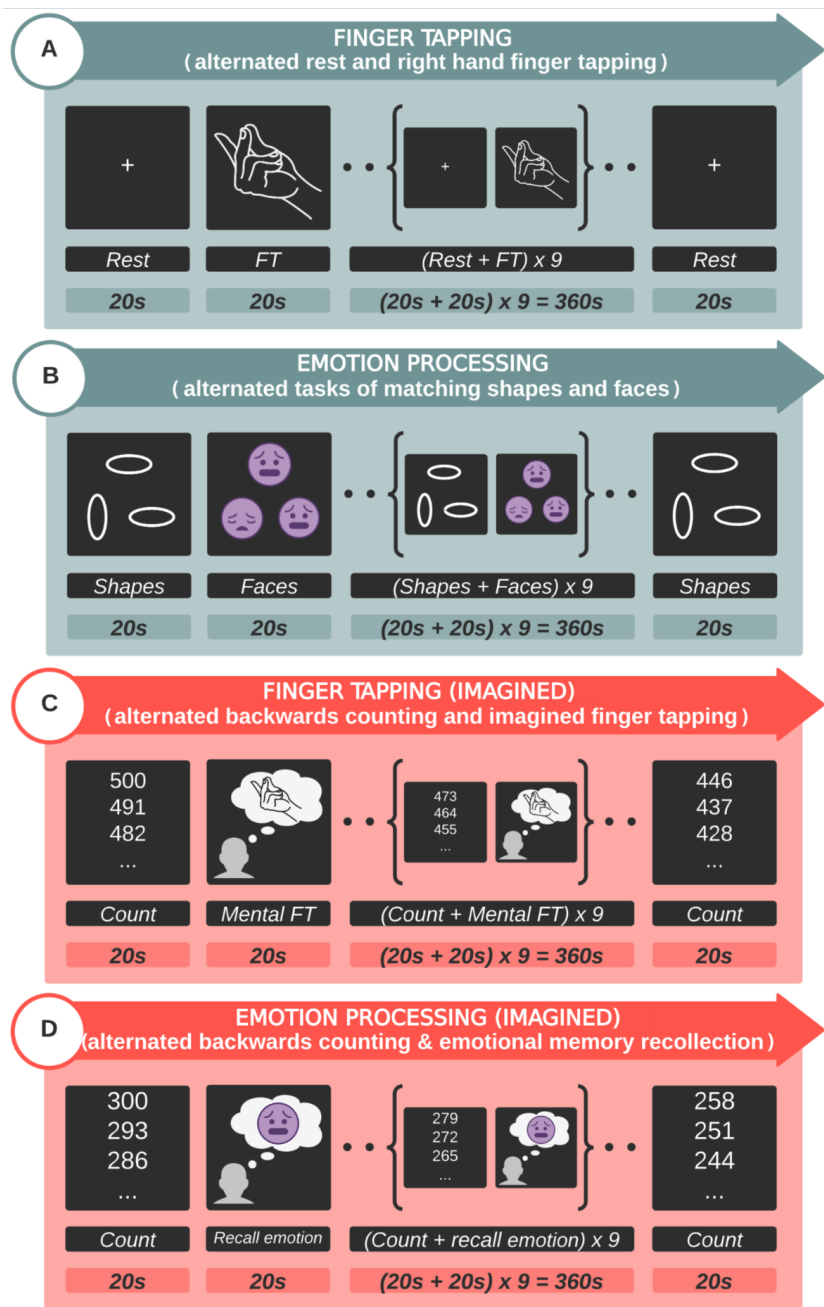 A
FINGER TAPPING
(alternated rest and right hand finger tapping)
+
+
+
Rest
FT
(Rest + FT) x 9
Rest
20s
20s
(20s + 20s) x 9 = 360s
20s
B
EMOTION PROCESSING
(alternated tasks of matching shapes and faces)
Shapes
Faces
(Shapes + Faces) x 9
Shapes
20s
20s
(20s + 20s) x 9 = 360s
20s
C
FINGER TAPPING (IMAGINED)
(alternated backwards counting and imagined finger tapping)
500
491
482
...
473
464
455
...
446
437
428
...
Count
Mental FT
(Count + Mental FT) x 9
Count
20s
20s
(20s + 20s) x 9 = 360s
20s
D
EMOTION PROCESSING (IMAGINED)
(alternated backwards counting & emotional memory recollection)
300
293
286
...
279
272
265
...
258
251
244
...
Count
Recall emotion
(Count + recall emotion) x 9
Count
20s
20s
(20s + 20s) x 9 = 360s
20s